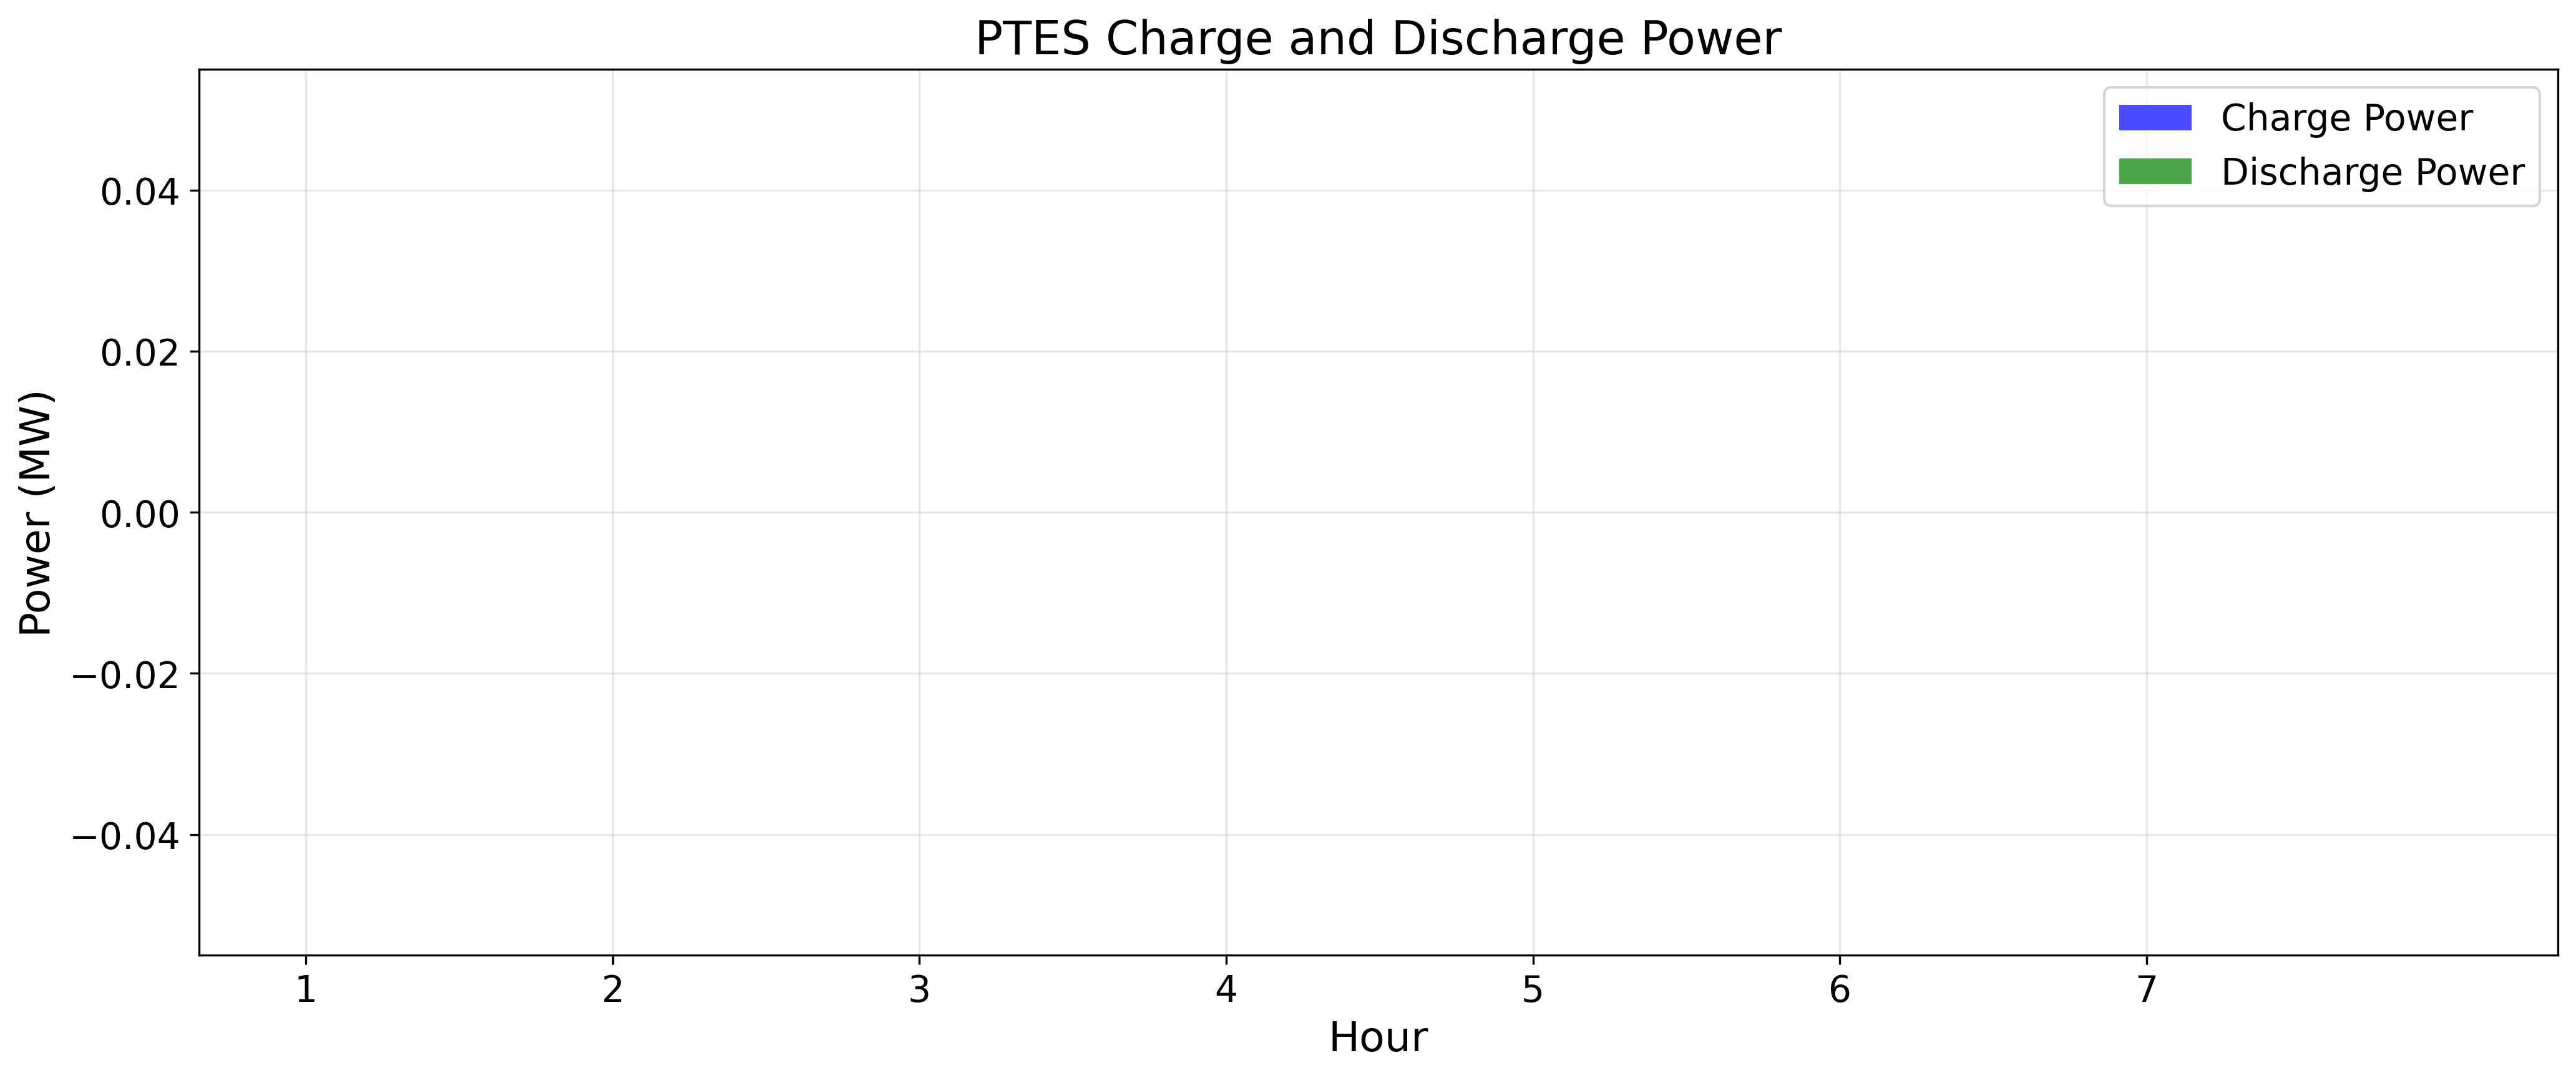 PTES Charge and Discharge Power
Charge Power
Discharge Power
0.04
0.02
0.00
−0.02
−0.04
Power (MW)
1 2 3 4 5 6 7
Hour